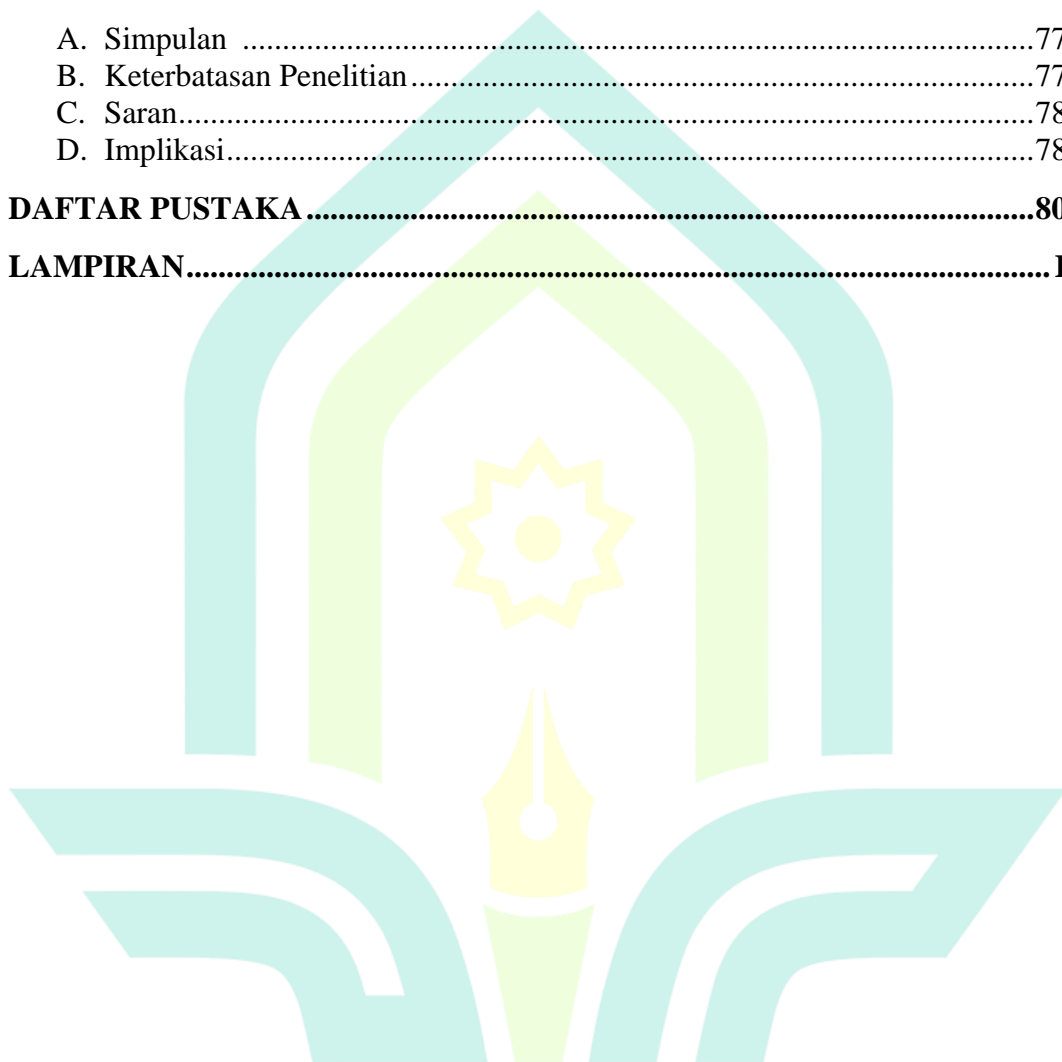 A. Simpulan ....................................................................................................77
B. Keterbatasan Penelitian..............................................................................77
C. Saran...........................................................................................................78
D. Implikasi.....................................................................................................78
DAFTAR PUSTAKA...........................................................................................80
LAMPIRAN............................................................................................................I